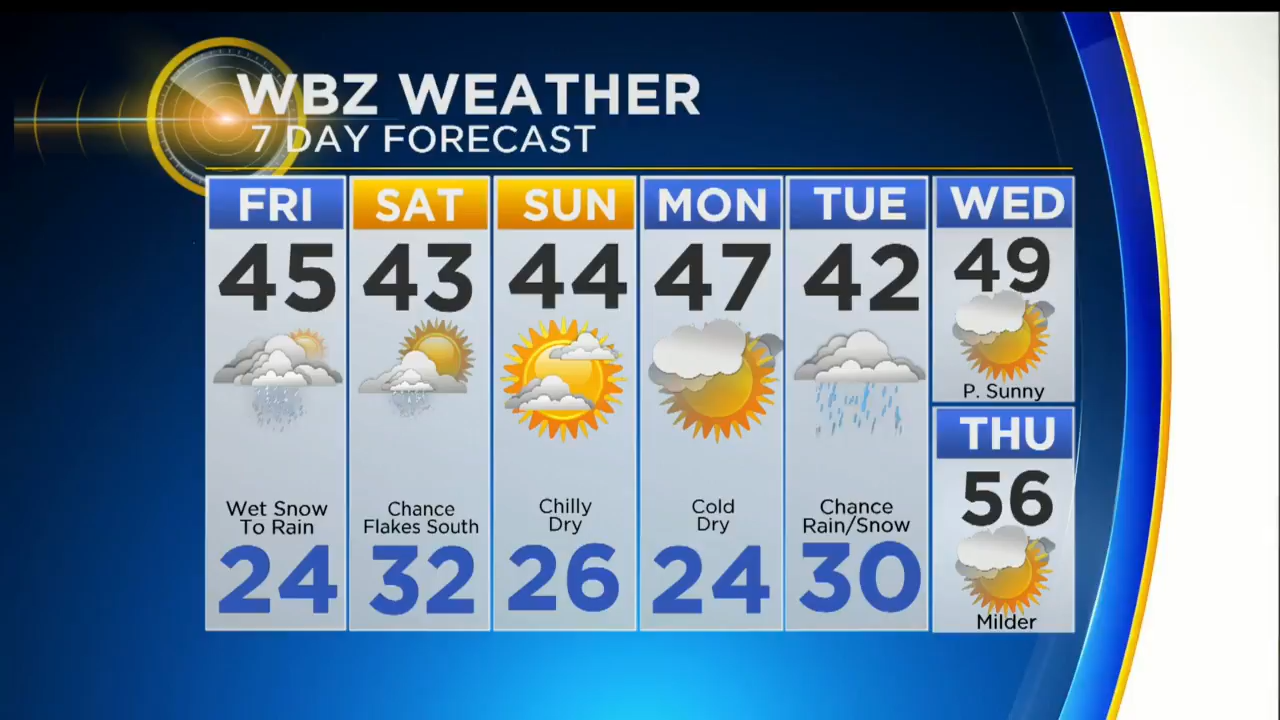 WBZ WEATHER
7 DAY FORECAST
FRI
45
Wet Snow
To Rain
24
SAT
43
Chance
Flakes South
32
SUN
44
Chilly
Dry
26
MON
47
Cold
Dry
24
TUE
42
Chance
Rain/Snow
30
WED
49
P. Sunny
THU
56
Milder